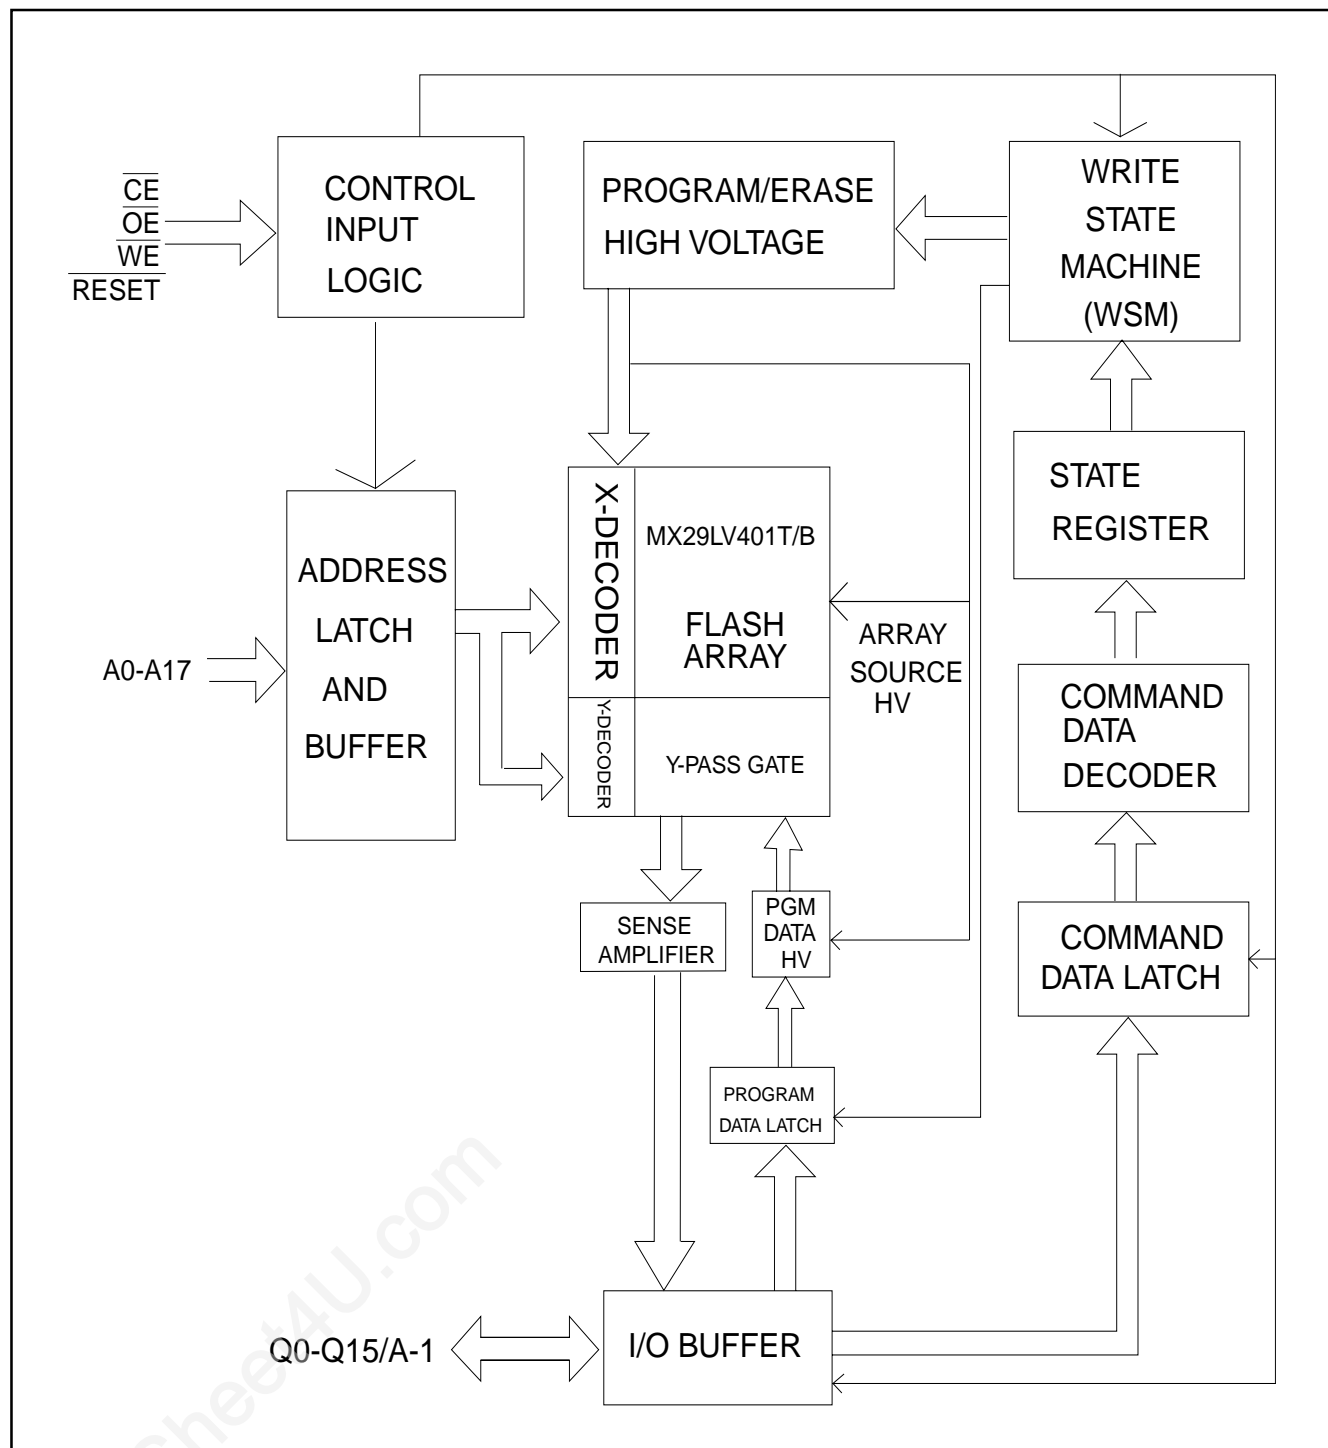 CE
OE
WE
RESET
CONTROL
INPUT
LOGIC
PROGRAM/ERASE
HIGH VOLTAGE
WRITE
STATE
MACHINE
(WSM)
STATE
REGISTER
X-DECODER
MX29LV401T/B
FLASH
ARRAY
ADDRESS
LATCH
AND
BUFFER
A0-A17
ARRAY
SOURCE
HV
Y-DECODER
Y-PASS GATE
COMMAND
DATA
DECODER
SENSE
AMPLIFIER
PGM
DATA
HV
COMMAND
DATA LATCH
PROGRAM
DATA LATCH
Q0-Q15/A-1
I/O BUFFER
Sheet4U.com